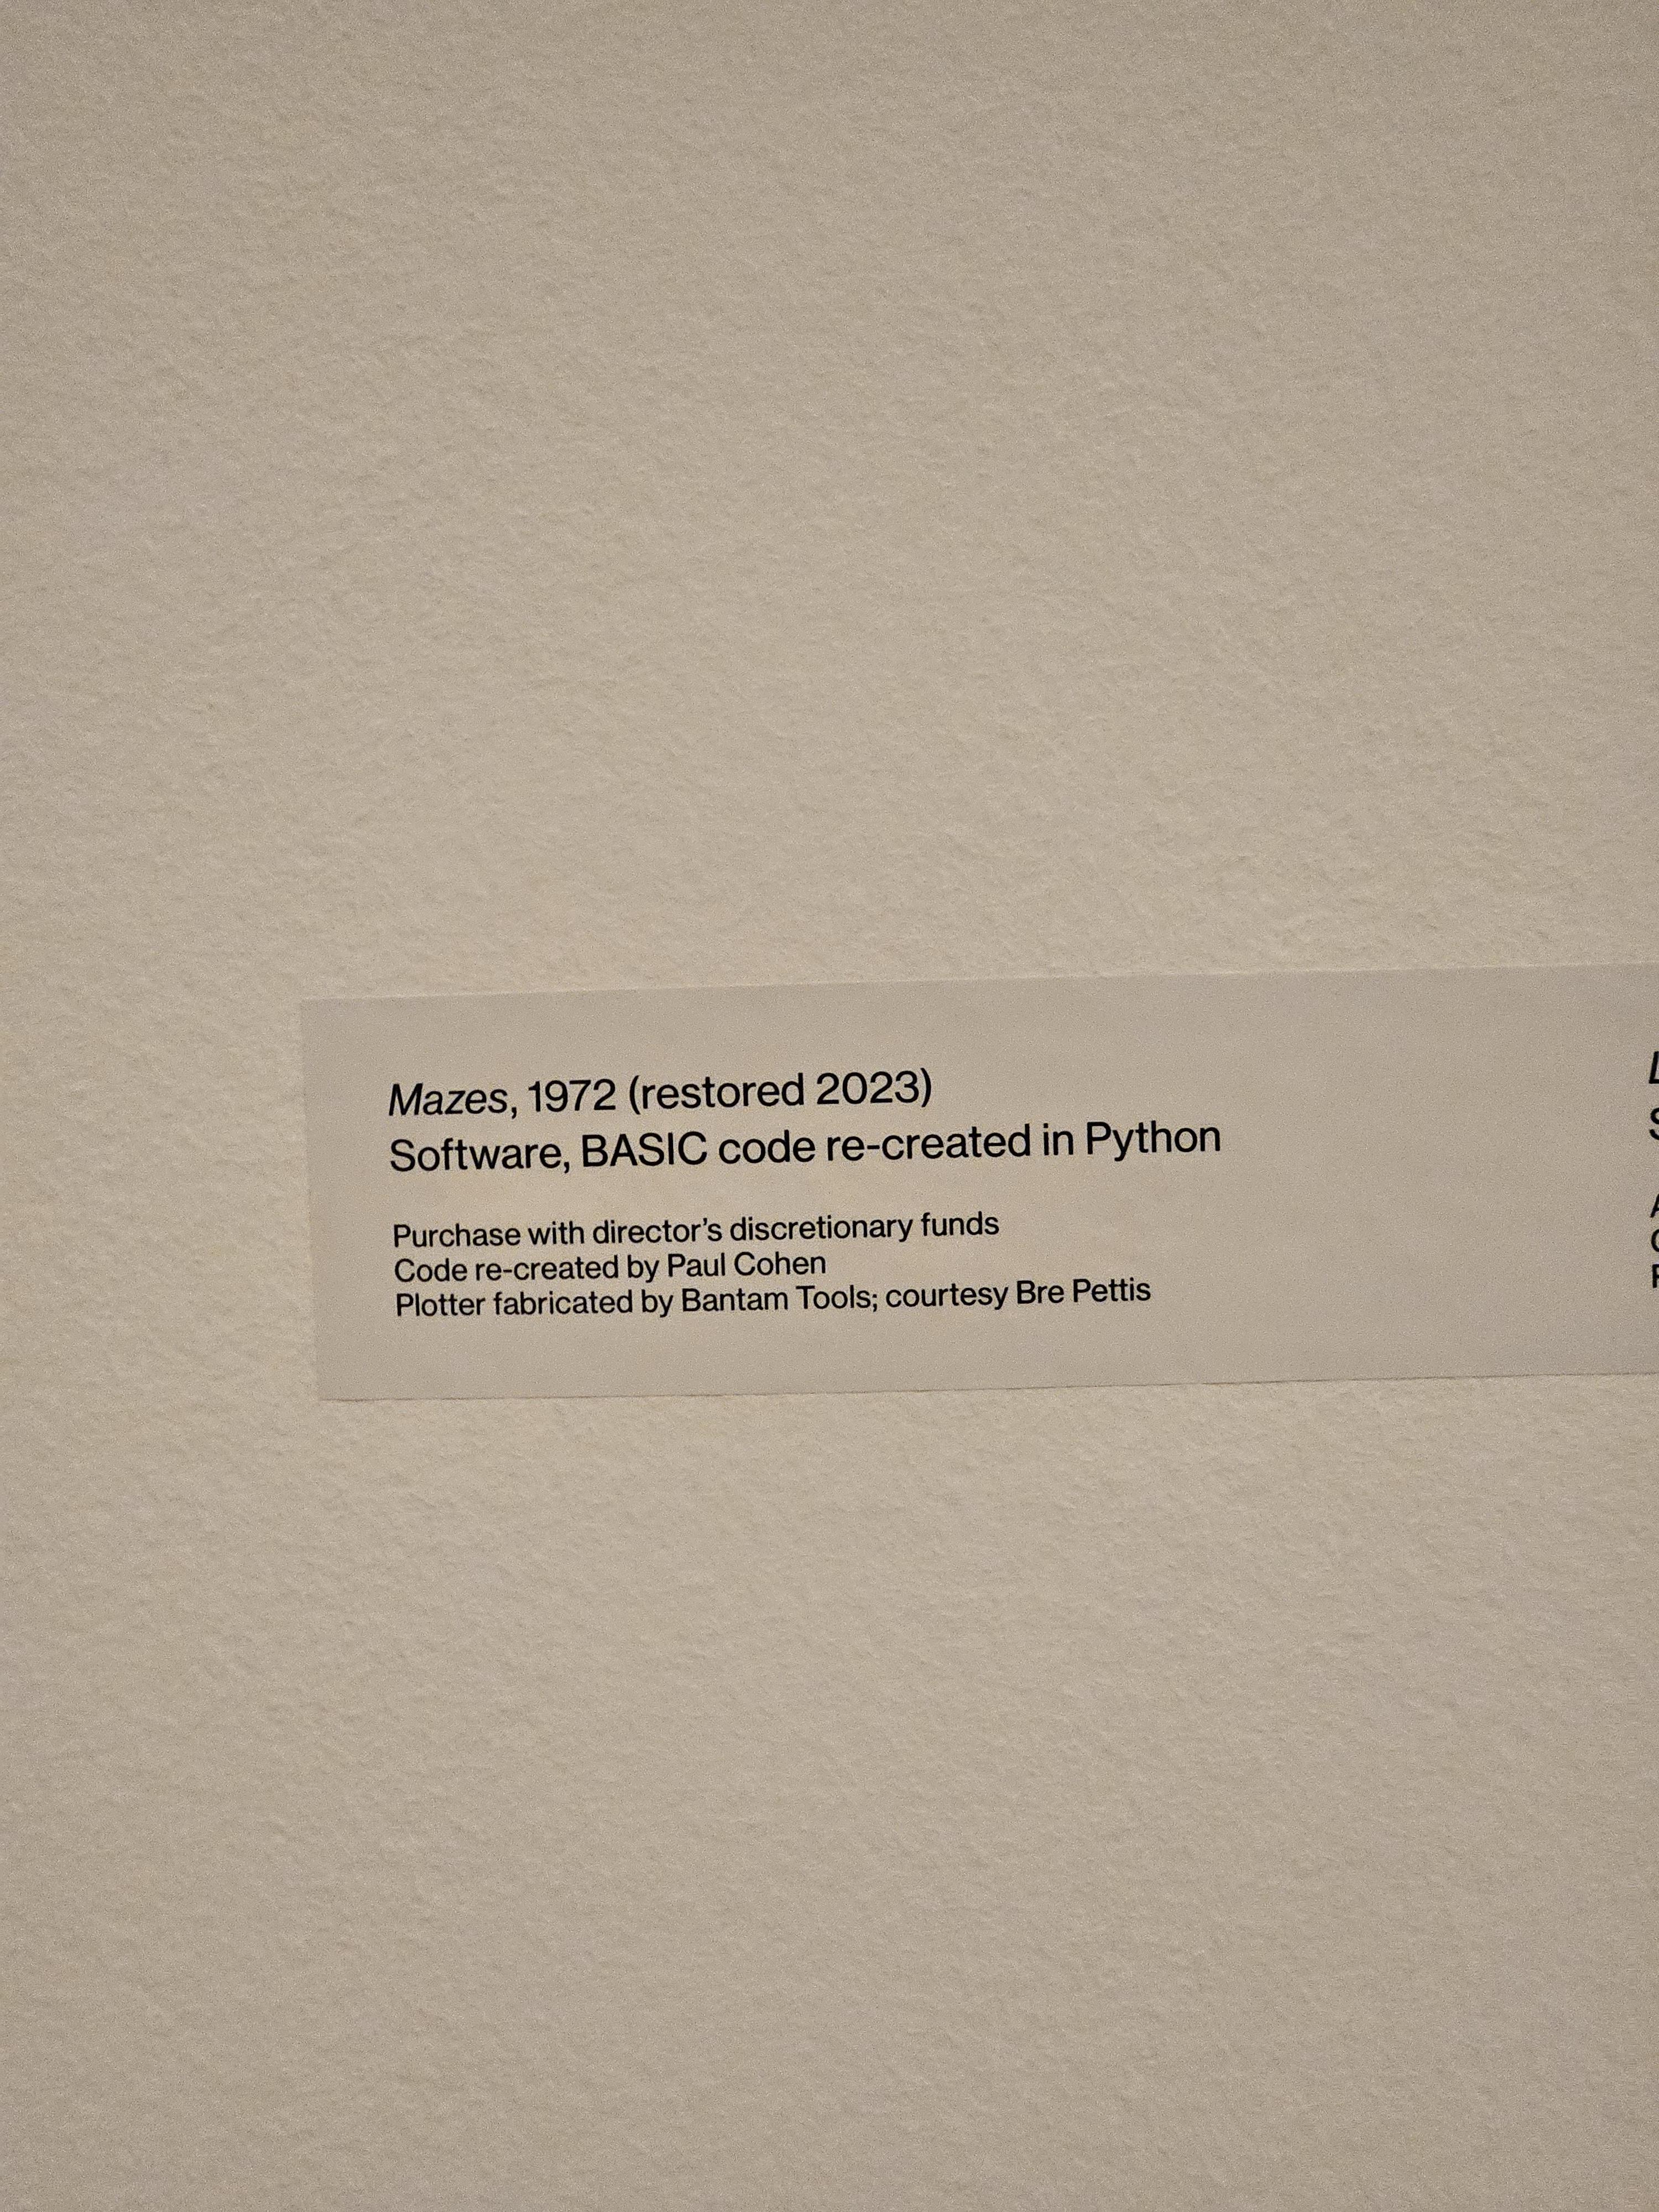 Mazes, 1972 (restored 2023)
Software, BASIC code re-created in Python
Purchase with director’s discretionary funds
Code re-created by Paul Cohen
Plotter fabricated by Bantam Tools; courtesy Bre Pettis